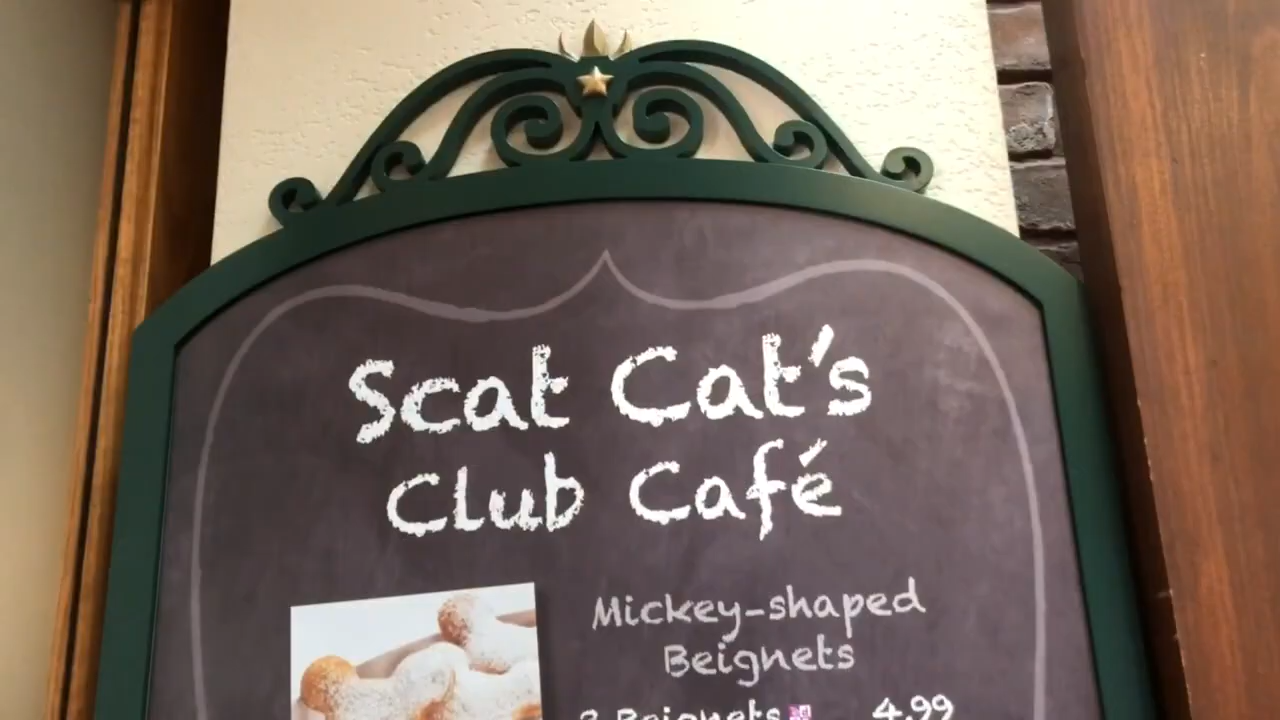 Scat Cat's
Club Café
Mickey-shaped
Beignets
Beignets 4.99